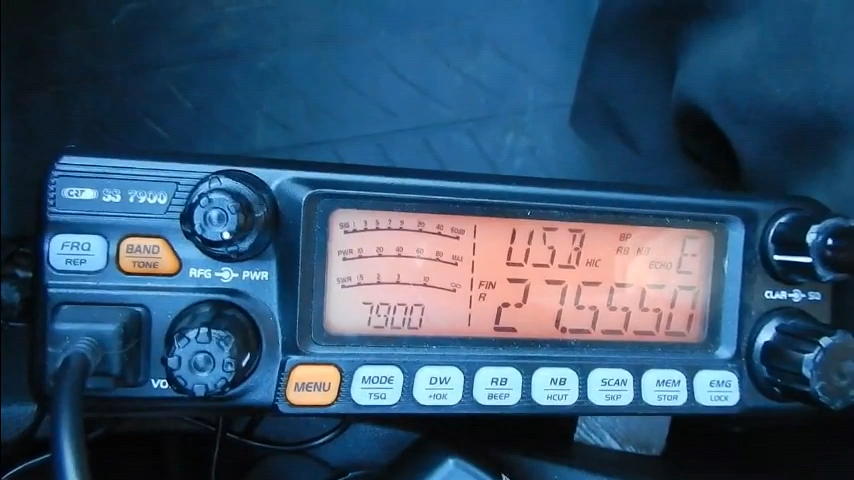 CRT SS 7900
FRQ
REP
BAND
TONE
RFG PWR
SIG 1 3 5 7 9 20 40 60dB
PWR 10 20 40 60 80 MAX
SWR 1.5 2 3 10 ∞
7900
USB HIC
BP
RB NB
ECHO
E
FIN
R
27.5550
CLAR SQ
MENU
MODE
TSQ
DW
+10K
RB
BEEP
NB
HCUT
SCAN
SKP
MEM
STOR
EMG
LOCK